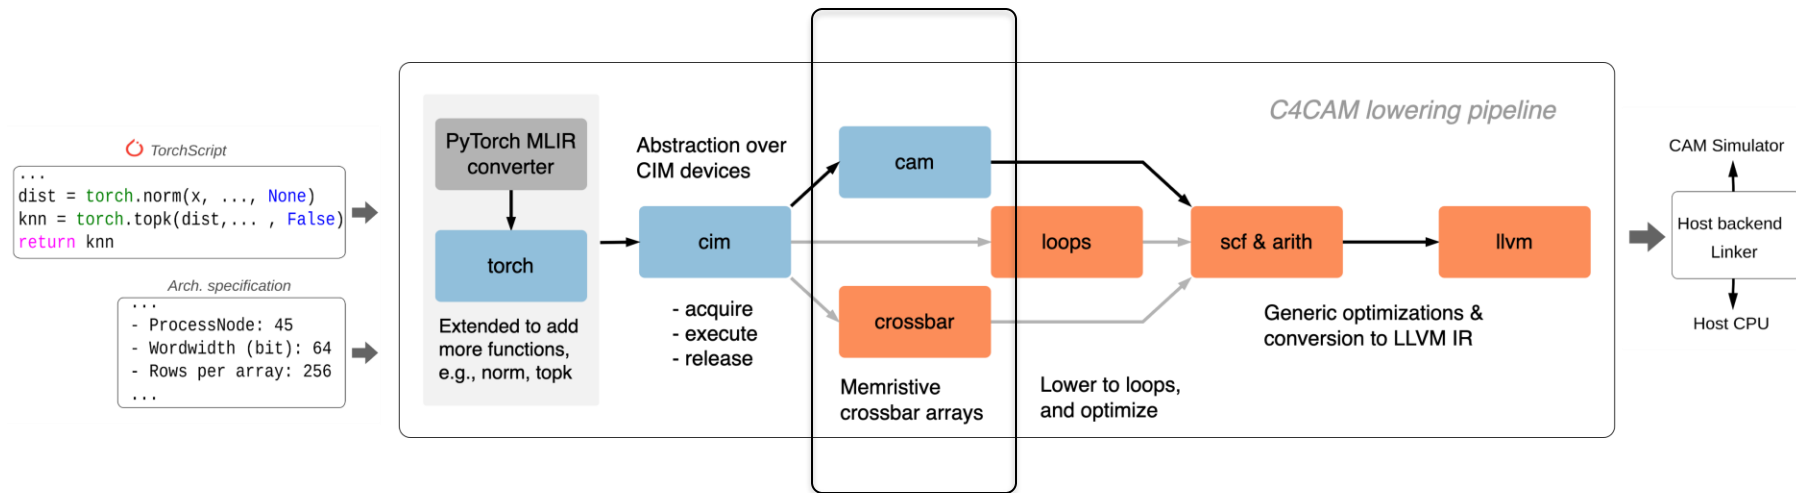 TorchScript
...
dist = torch.norm(x, ..., None)
knn = torch.topk(dist,... , False)
return knn
Arch. specification
...
- ProcessNode: 45
- Wordwidth (bit): 64
- Rows per array: 256
...
C4CAM lowering pipeline
PyTorch MLIR
converter
torch
Extended to add
more functions,
e.g., norm, topk
Abstraction over
CIM devices
cim
- acquire
- execute
- release
cam
loops
crossbar
Memristive
crossbar arrays
Lower to loops,
and optimize
scf & arith
llvm
Generic optimizations &
conversion to LLVM IR
CAM Simulator
Host backend
Linker
Host CPU